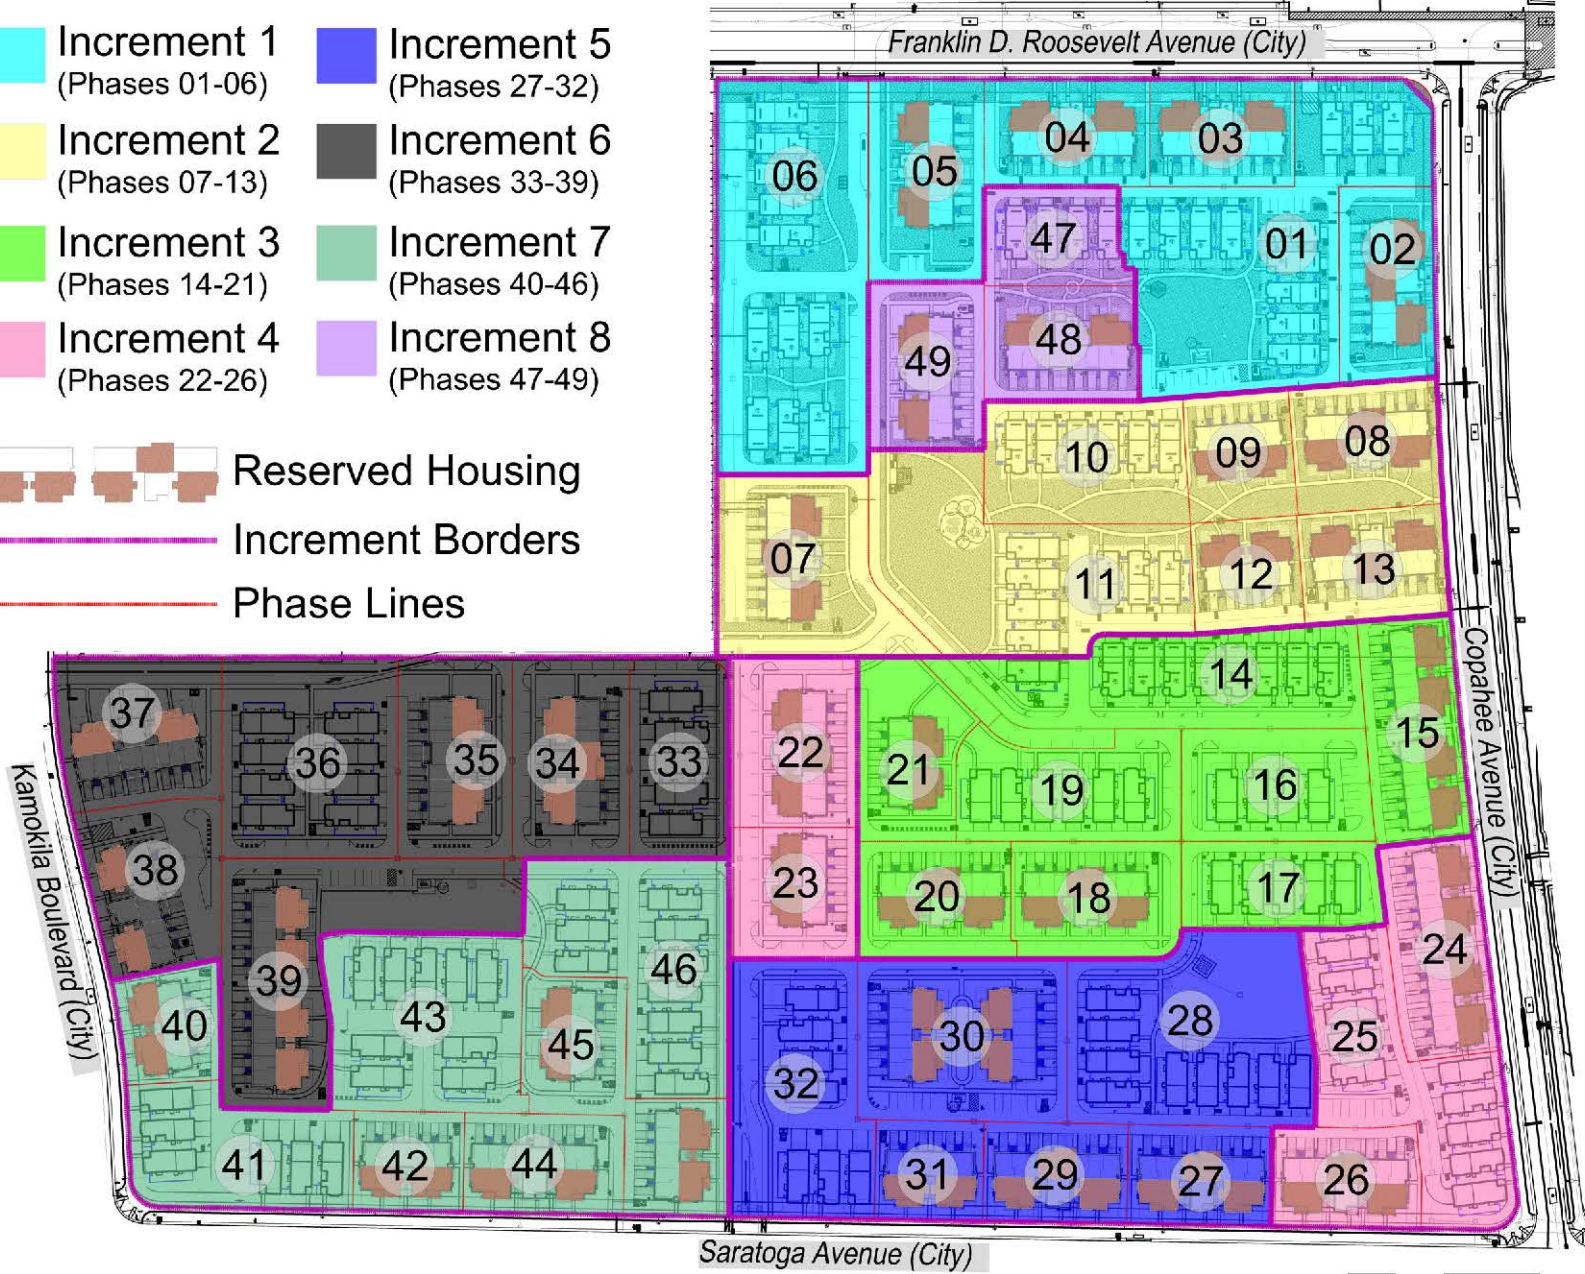 Increment 1
(Phases 01-06)
Increment 5
(Phases 27-32)
Increment 2
(Phases 07-13)
Increment 6
(Phases 33-39)
Increment 3
(Phases 14-21)
Increment 7
(Phases 40-46)
Increment 4
(Phases 22-26)
Increment 8
(Phases 47-49)
Reserved Housing
Increment Borders
Phase Lines
Franklin D. Roosevelt Avenue (City)
04
03
06
05
47
01
02
49
48
10
09
08
07
11
12
13
Copahee Avenue (City)
14
15
37
36
35
34
33
22
21
19
16
Kamokila Boulevard (City)
38
23
20
18
17
39
46
24
40
43
45
30
28
25
32
41
42
44
31
29
27
26
Saratoga Avenue (City)